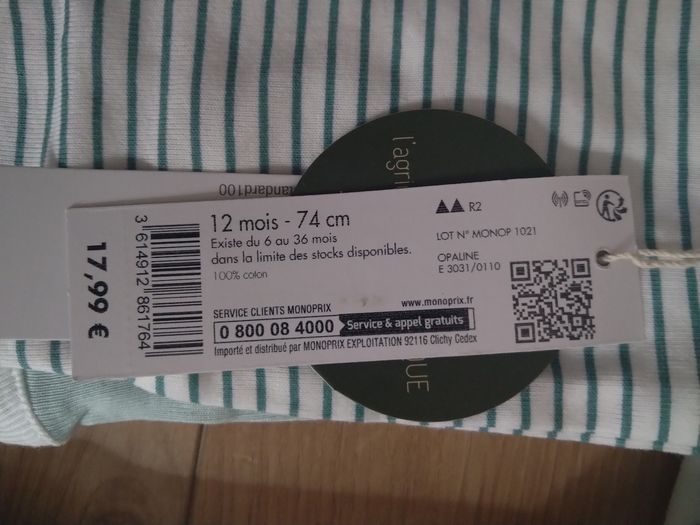 l'agri
QUE
tandard100
12 mois - 74 cm
Existe du 6 au 36 mois
dans la limite des stocks disponibles.
100% coton
R2
LOT N° MONOP 1021
OPALINE
E 3031/0110
www.monoprix.fr
SERVICE CLIENTS MONOPRIX
0 800 08 4000 Service & appel gratuits
Importé et distribué par MONOPRIX EXPLOITATION 92116 Clichy Cedex
3 614912 861764
17,99 €